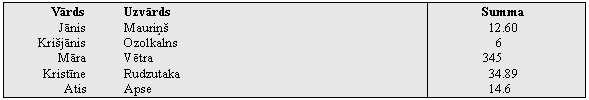 Vārds Uzvārds Summa
Jānis Mauriņš 12.60
Krišjānis Ozolkalns 6
Māra Vētra 345
Kristīne Rudzutaka 34.89
Atis Apse 14.6